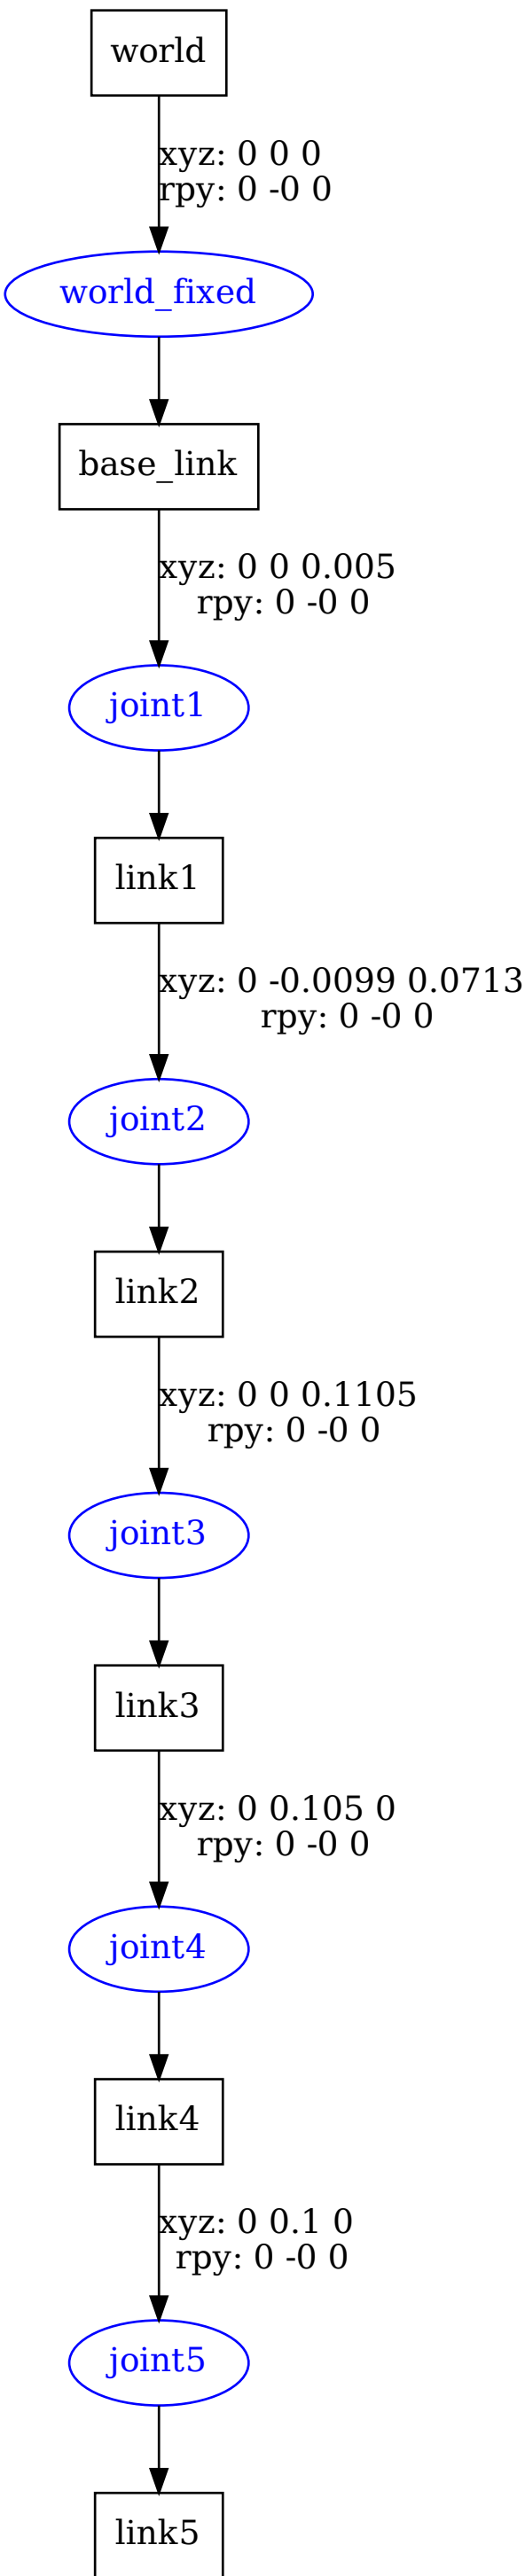 world
xyz: 0 0 0
rpy: 0 -0 0
world_fixed
base_link
xyz: 0 0 0.005
rpy: 0 -0 0
joint1
link1
xyz: 0 -0.0099 0.0713
rpy: 0 -0 0
joint2
link2
xyz: 0 0 0.1105
rpy: 0 -0 0
joint3
link3
xyz: 0 0.105 0
rpy: 0 -0 0
joint4
link4
xyz: 0 0.1 0
rpy: 0 -0 0
joint5
link5